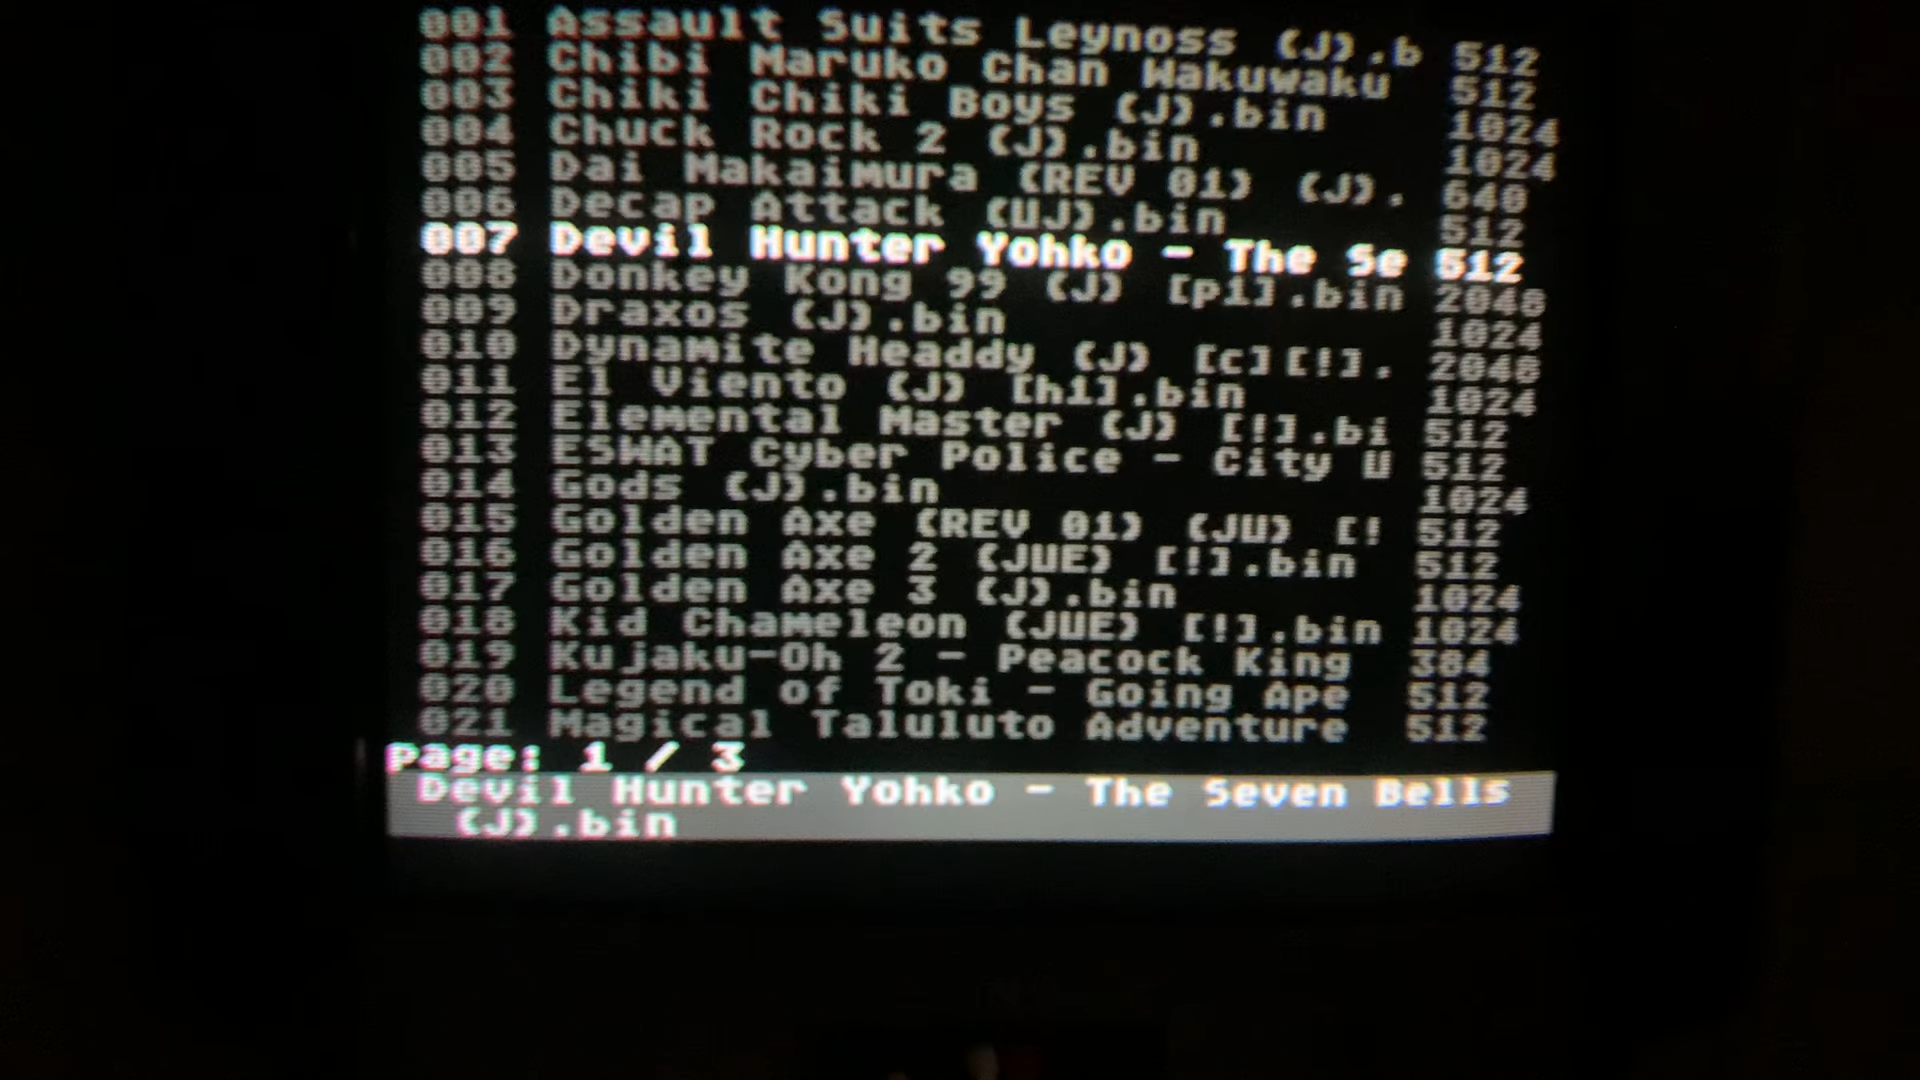 001 Assault Suits Leynoss (J).b 512
002 Chibi Maruko Chan Wakuwaku 512
003 Chiki Chiki Boys (J).bin 1024
004 Chuck Rock 2 (J).bin 1024
005 Dai Makaimura (REV 01) (J). 640
006 Decap Attack (UJ).bin 512
007 Devil Hunter Yohko - The Se 512
008 Donkey Kong 99 (J) [p1].bin 2048
009 Draxos (J).bin 1024
010 Dynamite Headdy (J) [c][!]. 2048
011 El Viento (J) [h1].bin 1024
012 Elemental Master (J) [!].bi 512
013 ESWAT Cyber Police - City U 512
014 Gods (J).bin 1024
015 Golden Axe (REV 01) (JU) [! 512
016 Golden Axe 2 (JUE) [!].bin 512
017 Golden Axe 3 (J).bin 1024
018 Kid Chameleon (JUE) [!].bin 1024
019 Kujaku-Oh 2 - Peacock King 384
020 Legend of Toki - Going Ape 512
021 Magical Taluluto Adventure 512
page: 1 / 3
Devil Hunter Yohko - The Seven Bells
(J).bin